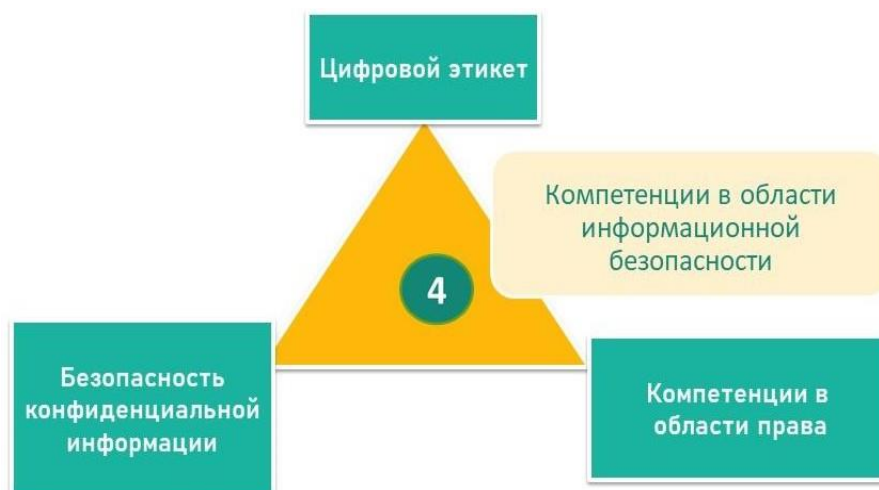 Цифровой этикет
Компетенции в области
информационной
безопасности
4
Безопасность
конфиденциальной
информации
Компетенции в
области права